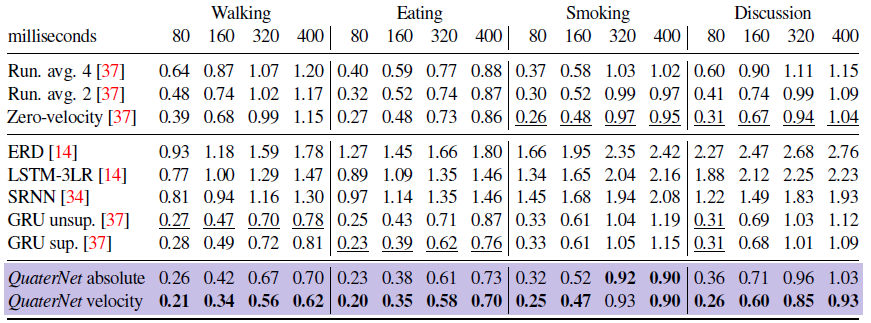 Walking Eating Smoking Discussion
milliseconds 80 160 320 400 80 160 320 400 80 160 320 400 80 160 320 400
Run. avg. 4 [37] 0.64 0.87 1.07 1.20 0.40 0.59 0.77 0.88 0.37 0.58 1.03 1.02 0.60 0.90 1.11 1.15
Run. avg. 2 [37] 0.48 0.74 1.02 1.17 0.32 0.52 0.74 0.87 0.30 0.52 0.99 0.97 0.41 0.74 0.99 1.09
Zero-velocity [37] 0.39 0.68 0.99 1.15 0.27 0.48 0.73 0.86 0.26 0.48 0.97 0.95 0.31 0.67 0.94 1.04
ERD [14] 0.93 1.18 1.59 1.78 1.27 1.45 1.66 1.80 1.66 1.95 2.35 2.42 2.27 2.47 2.68 2.76
LSTM-3LR [14] 0.77 1.00 1.29 1.47 0.89 1.09 1.35 1.46 1.34 1.65 2.04 2.16 1.88 2.12 2.25 2.23
SRNN [34] 0.81 0.94 1.16 1.30 0.97 1.14 1.35 1.46 1.45 1.68 1.94 2.08 1.22 1.49 1.83 1.93
GRU unsup. [37] 0.27 0.47 0.70 0.78 0.25 0.43 0.71 0.87 0.33 0.61 1.04 1.19 0.31 0.69 1.03 1.12
GRU sup. [37] 0.28 0.49 0.72 0.81 0.23 0.39 0.62 0.76 0.33 0.61 1.05 1.15 0.31 0.68 1.01 1.09
QuaterNet absolute 0.26 0.42 0.67 0.70 0.23 0.38 0.61 0.73 0.32 0.52 0.92 0.90 0.36 0.71 0.96 1.03
QuaterNet velocity 0.21 0.34 0.56 0.62 0.20 0.35 0.58 0.70 0.25 0.47 0.93 0.90 0.26 0.60 0.85 0.93